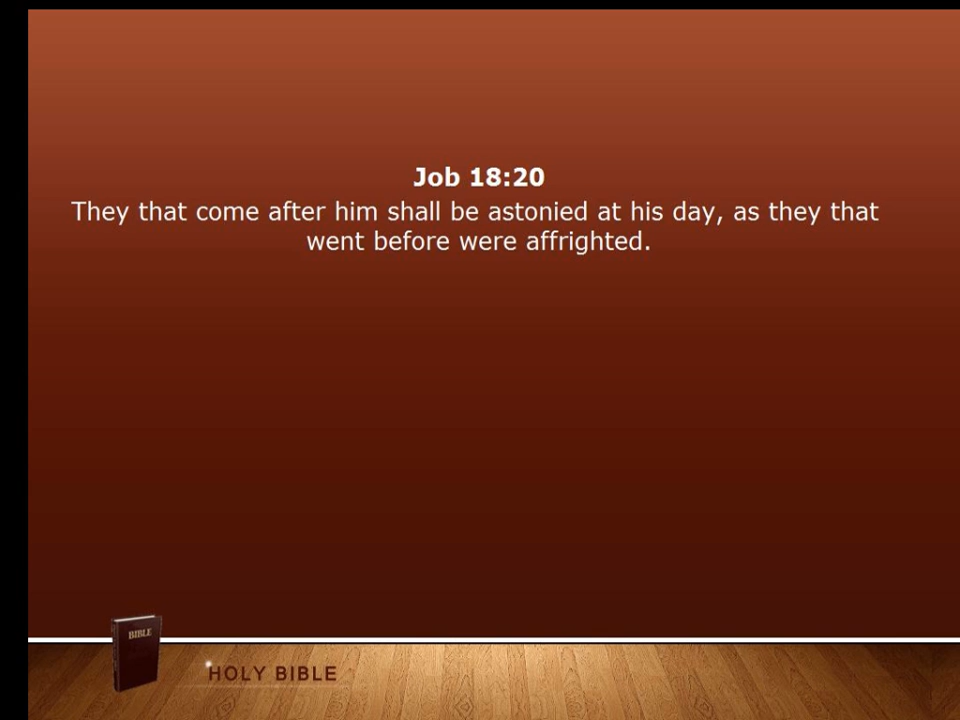 Job 18:20
They that come after him shall be astonied at his day, as they that
went before were affrighted.
BIBLE
HOLY BIBLE